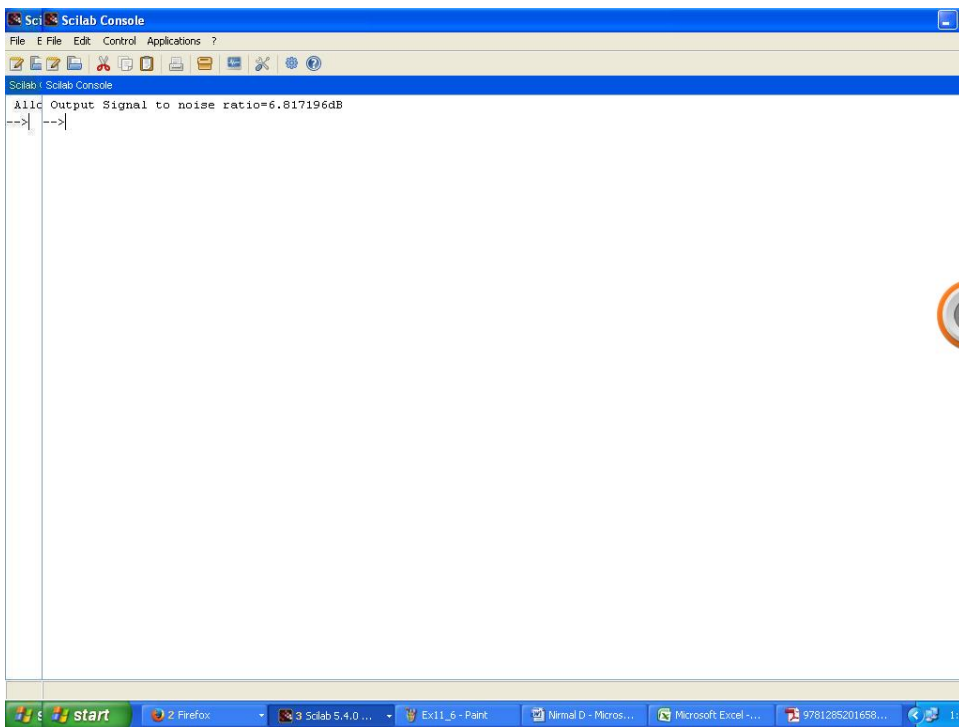 Sci Scilab Console
File E File Edit Control Applications ?
Scilab Scilab Console
Output Signal to noise ratio=6.817196dB
-->| -->|
start 2 Firefox 3 Scilab 5.4.0 ... Ex11_6 - Paint Nirmal D - Micros... Microsoft Excel -... 9781285201658...